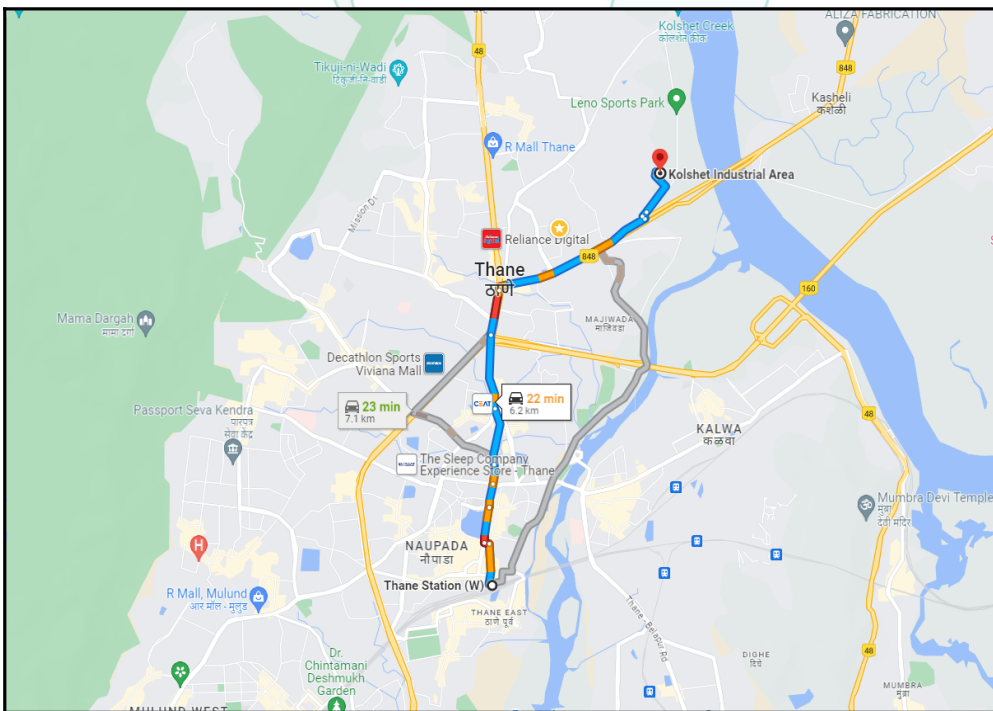 Kolshet Creek
कोलशेत क्रीक
ALIZA FABRICATION
48
Tikuji-ni-Wadi
टिकुजी-नि-वाडी
848
Kasheli
कशेळी
Leno Sports Park
R Mall Thane
Kolshet Industrial Area
Mission D1
Reliance Digital
848
Thane
ठाणे
160
Mama Dargah
मामा दर्गा
MAJIWADA
माजिवडा
Decathlon Sports
Viviana Mall
23 min
7.1 km
CEAT
22 min
6.2 km
Passport Seva Kendra
पारपत्र
सेवा केंद्र
48
KALWA
कळवा
The Sleep Company
Experience Store - Thane
Mumbra Devi Temple
मुंब्रा
देवी मंदिर
NAUPADA
नौपाडा
H
Thane Station (W)
R Mall, Mulund
आर मॉल - मुलुंड
THANE EAST
ठाणे पूर्व
Thane - Belapur Rd
Dr.
Chintamani
Deshmukh
Garden
DIGHE
दिघे
48
MUMBRA
मुंब्रा
MULUND WEST